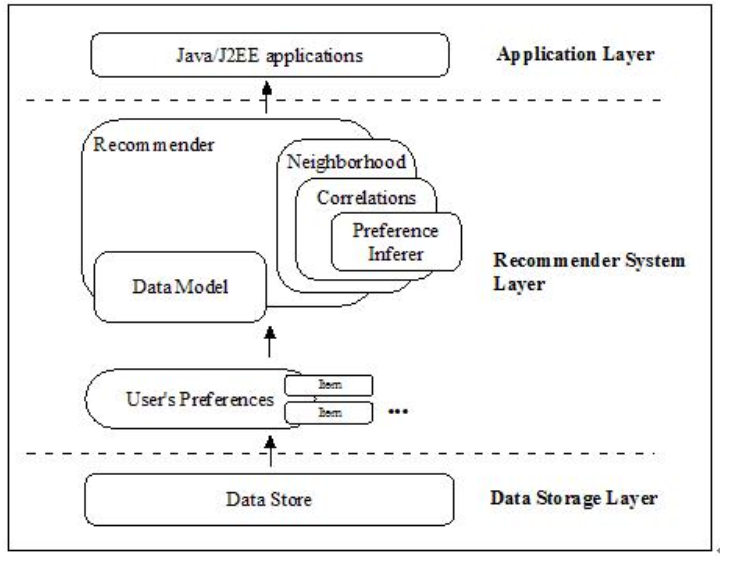 Java/J2EE applications
Application Layer
Recommender
Neighborhood
Correlations
Preference
Inferer
Data Model
Recommender System
Layer
User's Preferences
Item
Item
...
Data Store
Data Storage Layer